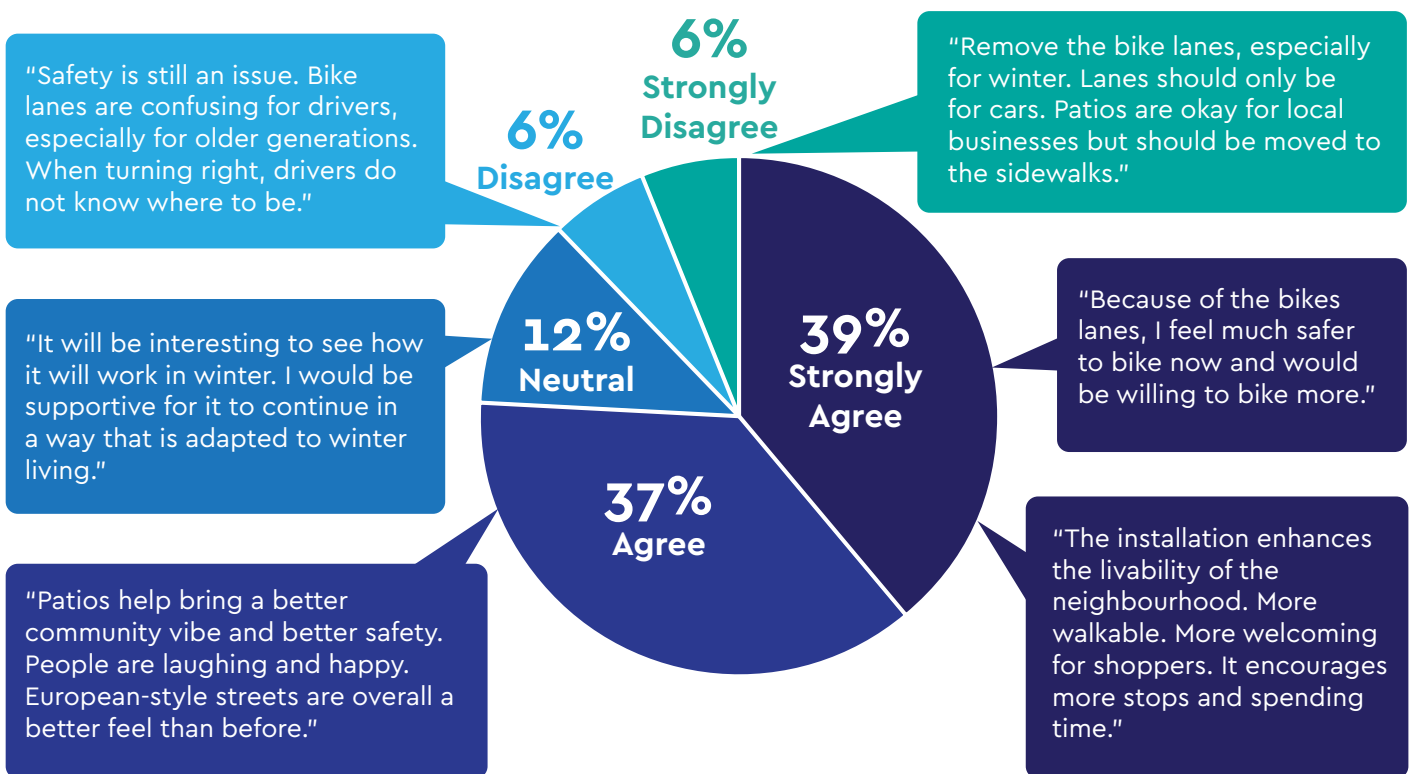 6%
Strongly
Disagree
6%
Disagree
12%
Neutral
39%
Strongly
Agree
37%
Agree
“Safety is still an issue. Bike
lanes are confusing for drivers,
especially for older generations.
When turning right, drivers do
not know where to be.”
“Remove the bike lanes, especially
for winter. Lanes should only be
for cars. Patios are okay for local
businesses but should be moved to
the sidewalks.”
“It will be interesting to see how
it will work in winter. I would be
supportive for it to continue in
a way that is adapted to winter
living.”
“Because of the bikes
lanes, I feel much safer
to bike now and would
be willing to bike more.”
“Patios help bring a better
community vibe and better safety.
People are laughing and happy.
European-style streets are overall a
better feel than before.”
“The installation enhances
the livability of the
neighbourhood. More
walkable. More welcoming
for shoppers. It encourages
more stops and spending
time.”